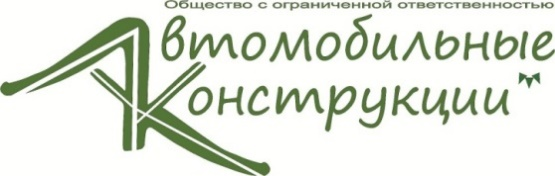 Общество с ограниченной ответственностью
Автомобильные
Конструкции